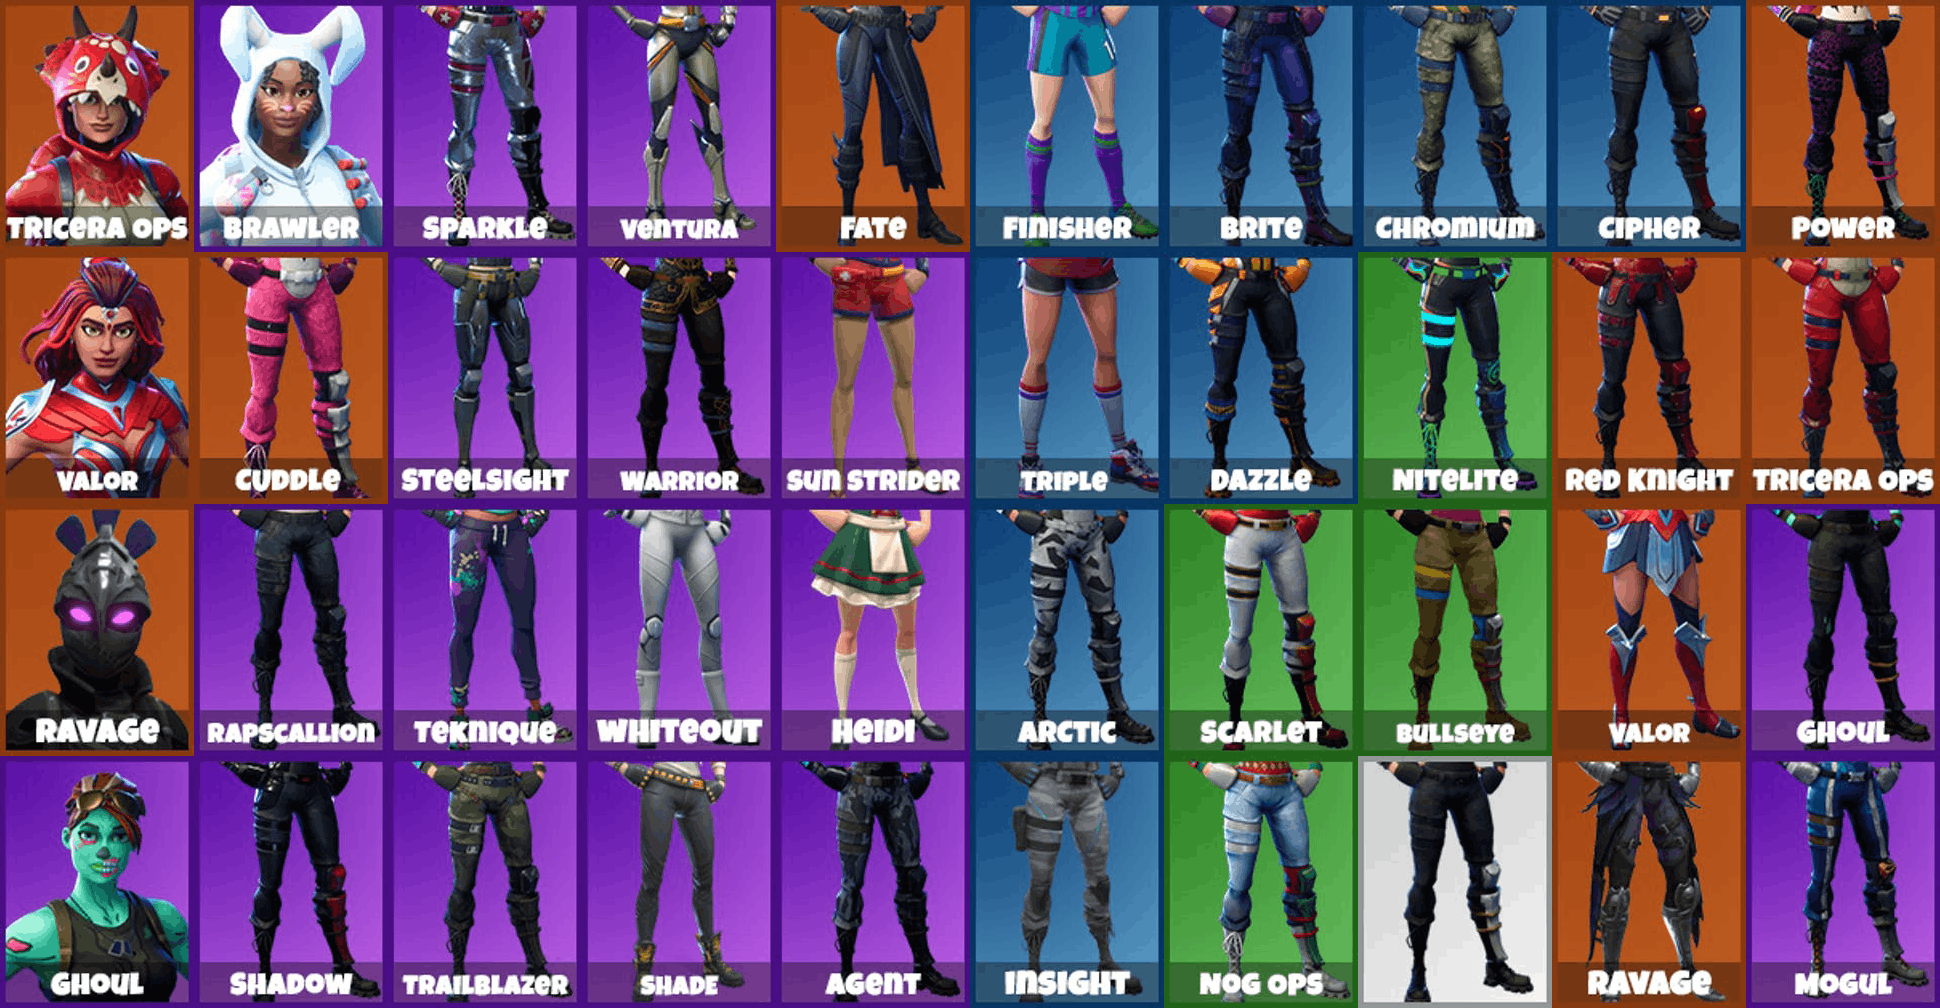 TRICERA OPS
BRAWLER
SPARKLE
VENTURA
FATE
FINISHER
BRITE
CHROMIUM
CIPHER
POWER
VALOR
CUDDLE
STEELSIGHT
WARRIOR
SUN STRIDER
TRIPLE
DAZZLE
NITELITE
RED KNIGHT
TRICERA OPS
RAVAGE
RAPSCALLION
TEKNIQUE
WHITEOUT
HEIDI
ARCTIC
SCARLET
BULLSEYE
VALOR
GHOUL
GHOUL
SHADOW
TRAILBLAZER
SHADE
AGENT
INSIGHT
NOG OPS
RAVAGE
MOGUL